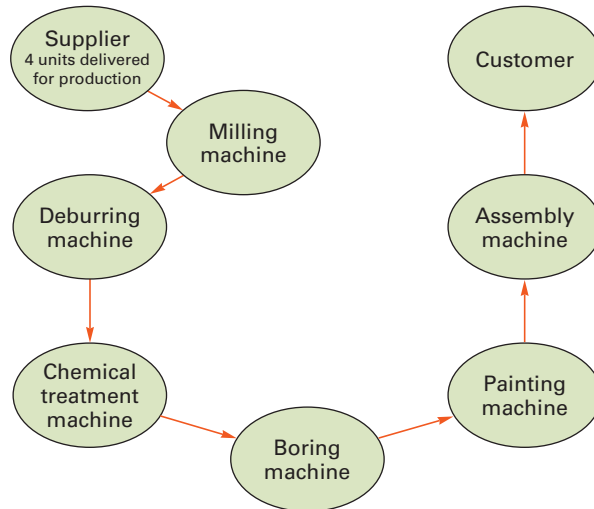 Supplier
4 units delivered
for production
Milling
machine
Deburring
machine
Chemical
treatment
machine
Boring
machine
Painting
machine
Assembly
machine
Customer